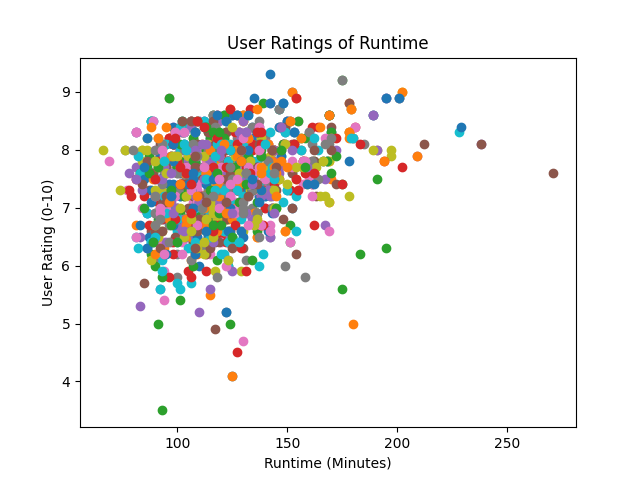 User Ratings of Runtime
User Rating (0-10)
9
8
7
6
5
4
100 150 200 250
Runtime (Minutes)